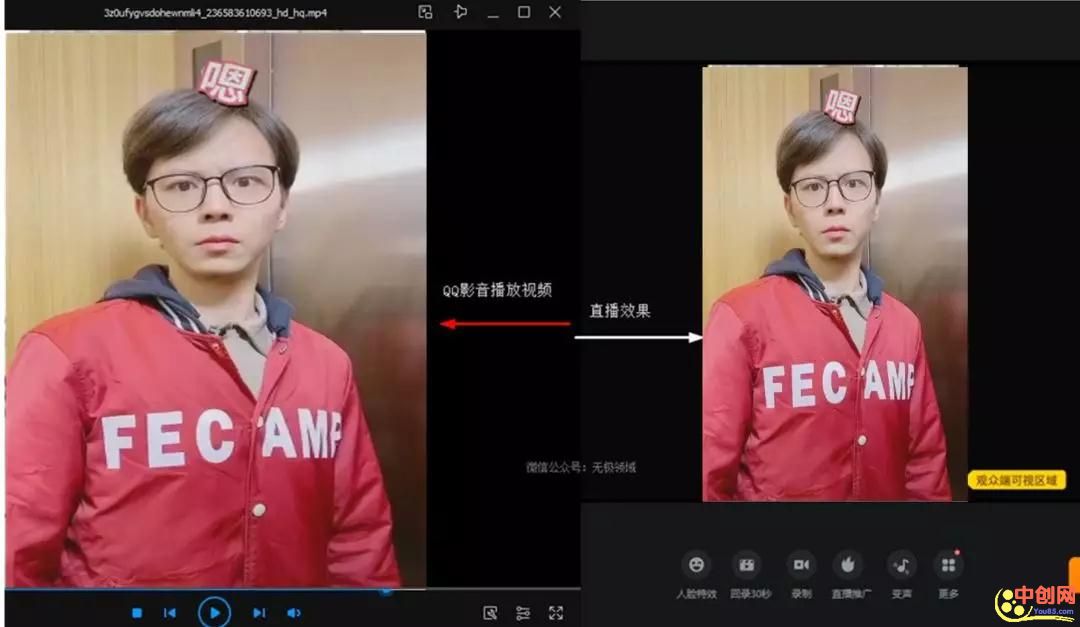 3z0ufygvsdohewnmli4_236583610693_hd_hq.mp4
嗯
FEC AMP
QQ影音播放视频
直播效果
嗯
FEC AMP
微信公众号：无极领域
观众端可视区域
人脸特效
回录30秒
录制
直播推广
变声
更多
中创网
You85.com